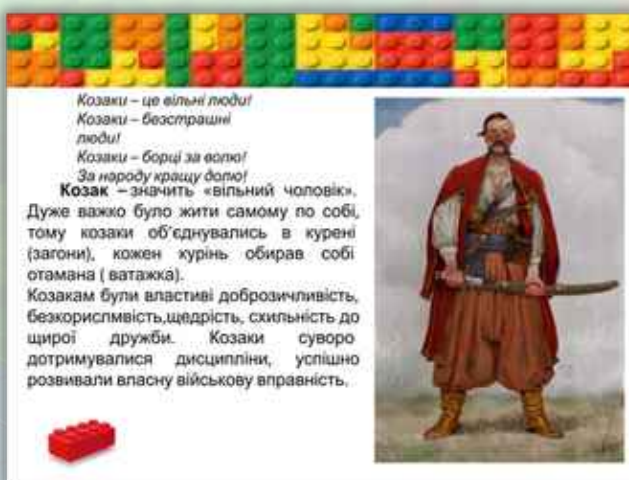 Козаки – це вільні люди!
Козаки – безстрашні
люди!
Козаки – борці за волю!
За народу кращу долю!
Козак – значить «вільний чоловік».
Дуже важко було жити самому по собі,
тому козаки об’єднувались в курені
(загони), кожен курінь обирав собі
отамана ( ватажка).
Козакам були властиві доброзичливість,
безкорислмвість,щедрість, схильність до
щирої дружби. Козаки суворо
дотримувалися дисципліни, успішно
розвивали власну військову вправність.